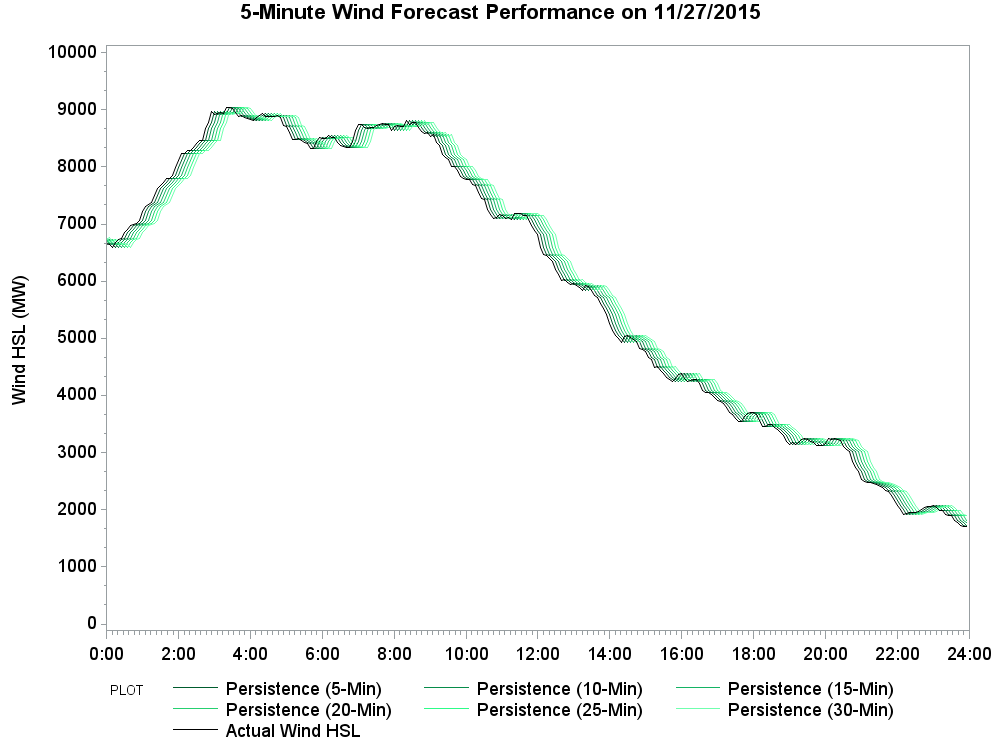 5-Minute Wind Forecast Performance on 11/27/2015
10000
9000
8000
7000
6000
5000
4000
3000
2000
1000
0
Wind HSL (MW)
0:00 2:00 4:00 6:00 8:00 10:00 12:00 14:00 16:00 18:00 20:00 22:00 24:00
PLOT Persistence (5-Min) Persistence (10-Min) Persistence (15-Min)
Persistence (20-Min) Persistence (25-Min) Persistence (30-Min)
Actual Wind HSL